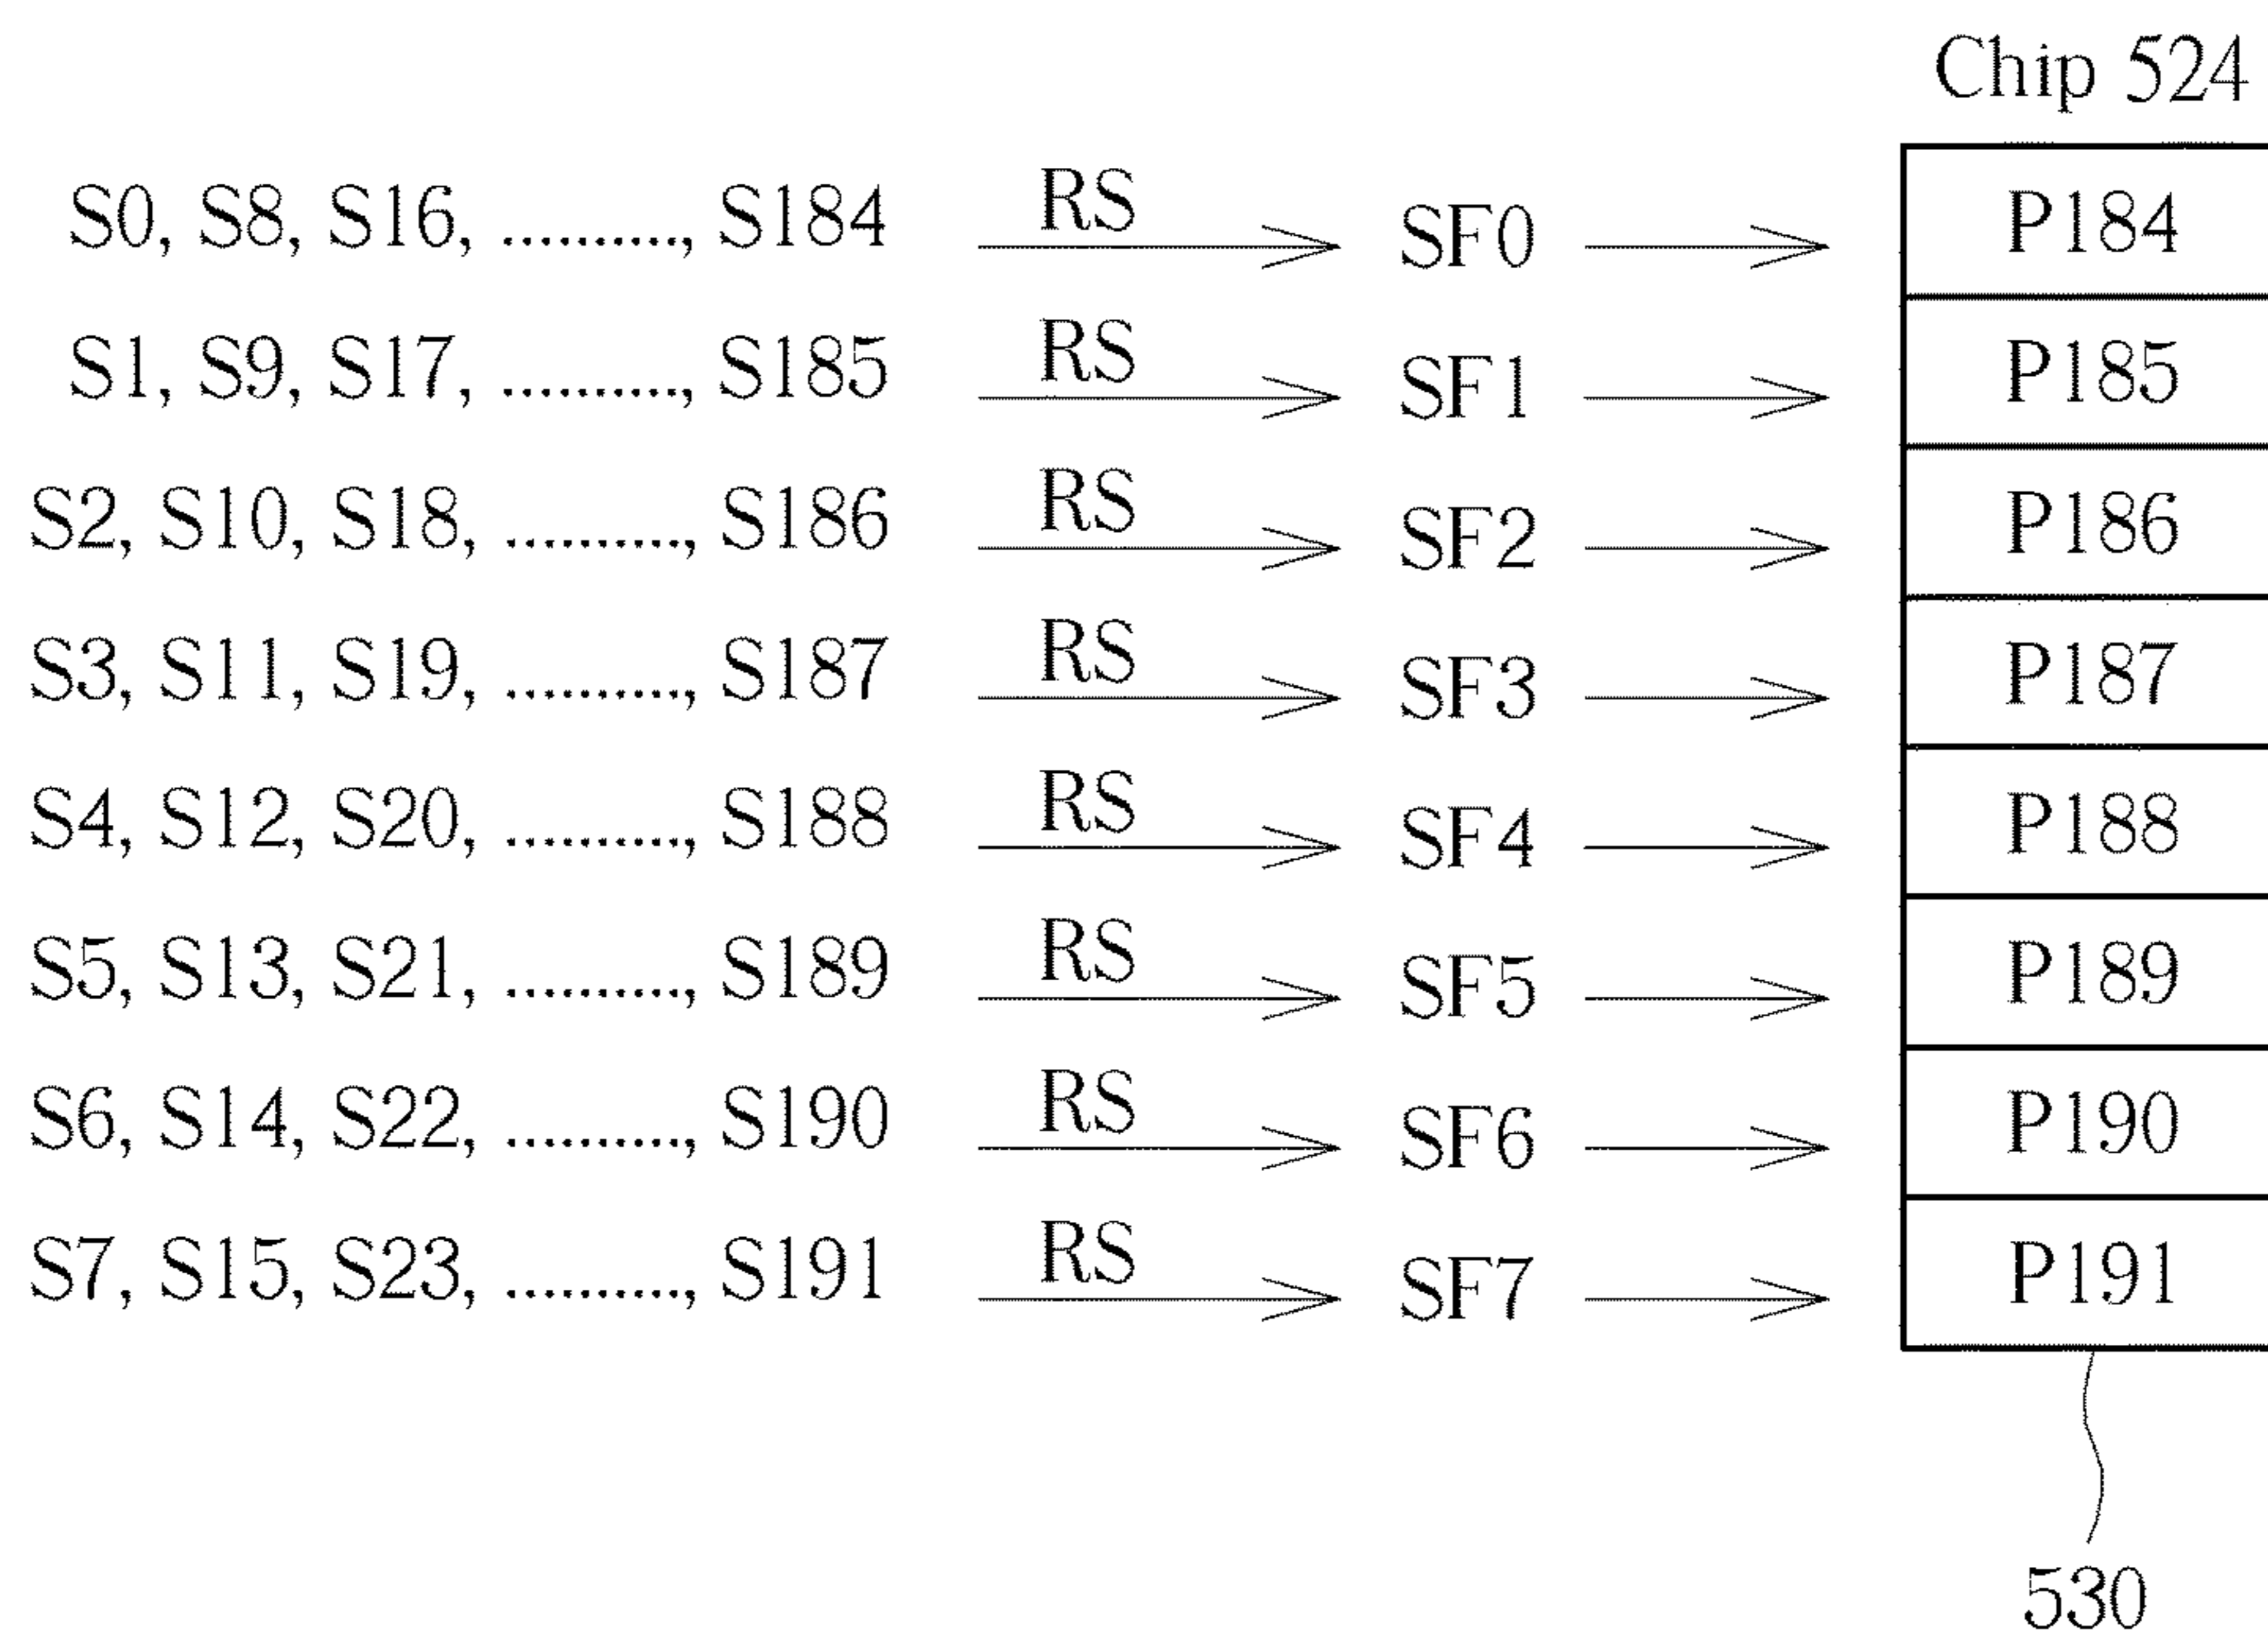 Chip 524
S0, S8, S16, .........., S184 RS SF0 P184
S1, S9, S17, .........., S185 RS SF1 P185
S2, S10, S18, .........., S186 RS SF2 P186
S3, S11, S19, .........., S187 RS SF3 P187
S4, S12, S20, .........., S188 RS SF4 P188
S5, S13, S21, .........., S189 RS SF5 P189
S6, S14, S22, .........., S190 RS SF6 P190
S7, S15, S23, .........., S191 RS SF7 P191
530